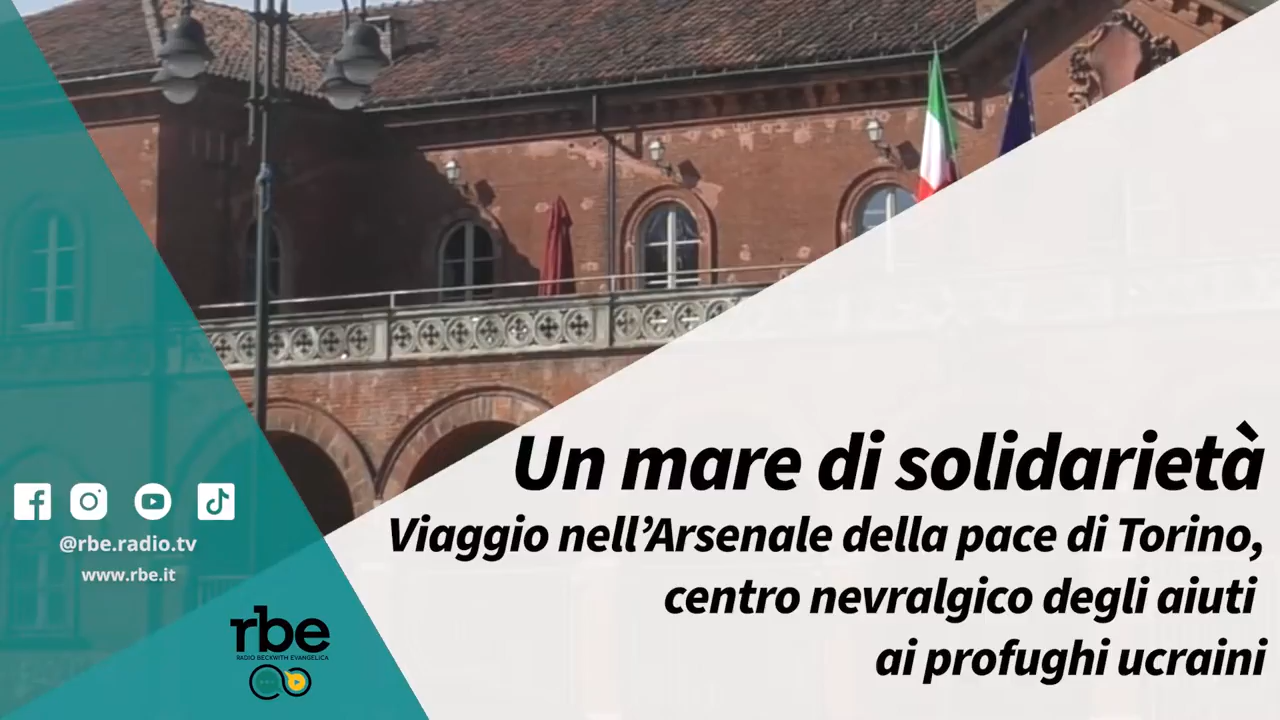 Un mare di solidarietà
Viaggio nell’Arsenale della pace di Torino,
centro nevralgico degli aiuti
ai profughi ucraini
@rbe.radio.tv
www.rbe.it
rbe
RADIO BECKWITH EVANGELICA